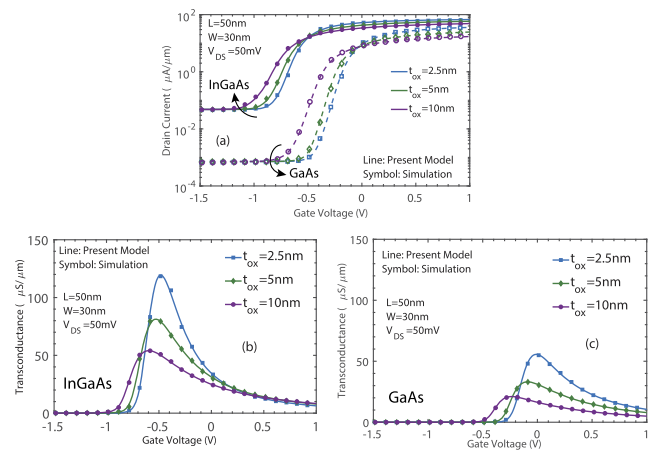 10²
10⁰
10⁻²
10⁻⁴
Drain Current ( μA/μm)
L=50nm
W=30nm
V_DS =50mV
InGaAs
(a)
GaAs
t_ox=2.5nm
t_ox=5nm
t_ox=10nm
Line: Present Model
Symbol: Simulation
-1.5 -1 -0.5 0 0.5 1
Gate Voltage (V)
150
100
50
0
Transconductance ( μS/μm)
Line: Present Model
Symbol: Simulation
L=50nm
W=30nm
V_DS =50mV
t_ox=2.5nm
t_ox=5nm
t_ox=10nm
(b)
InGaAs
-1.5 -1 -0.5 0 0.5 1
Gate Voltage (V)
150
100
50
0
Transconductance ( μS/μm)
Line: Present Model
Symbol: Simulation
L=50nm
W=30nm
V_DS =50mV
t_ox=2.5nm
t_ox=5nm
t_ox=10nm
(c)
GaAs
-1.5 -1 -0.5 0 0.5 1
Gate Voltage (V)